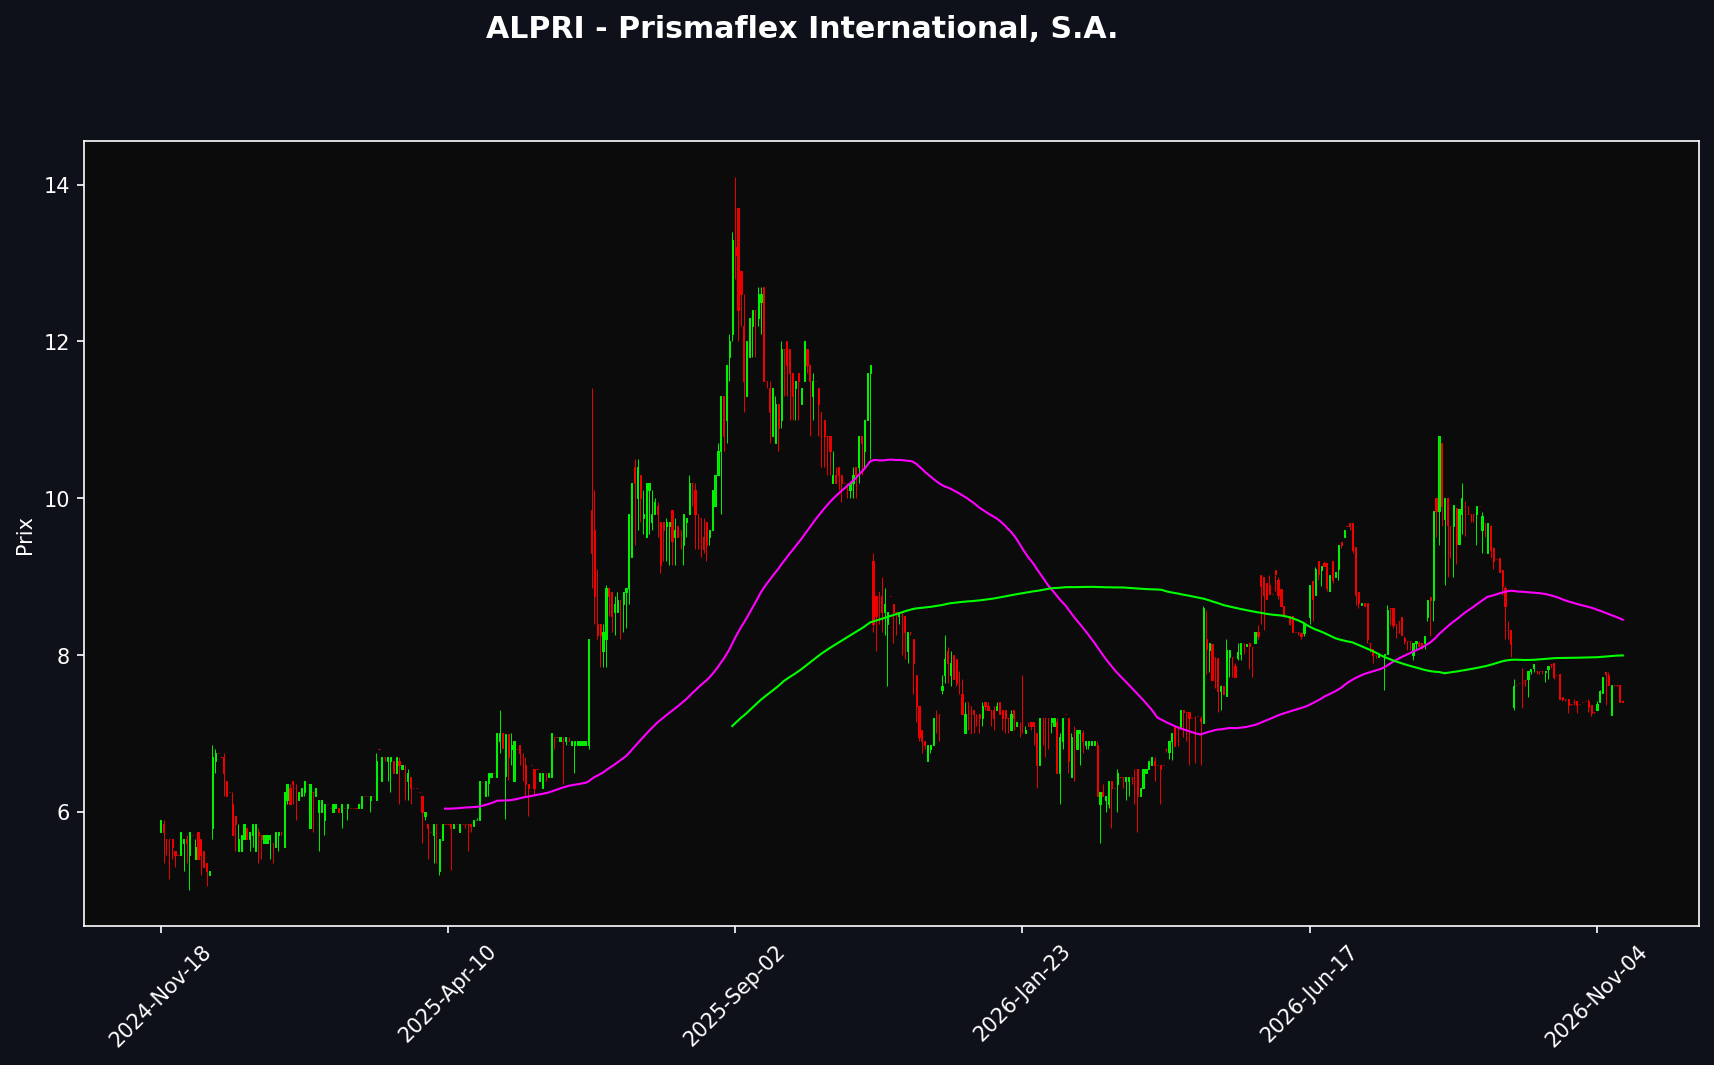 ALPRI - Prismaflex International, S.A.
Prix
14
12
10
8
6
2024-Nov-18
2025-Apr-10
2025-Sep-02
2026-Jan-23
2026-Jun-17
2026-Nov-04